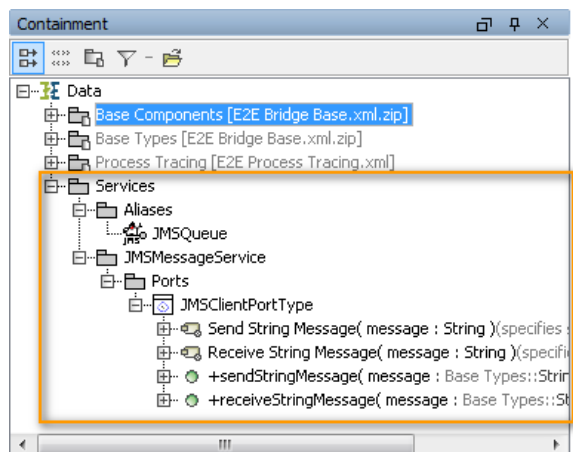 Containment
Data
Base Components [E2E Bridge Base.xml.zip]
Base Types [E2E Bridge Base.xml.zip]
Process Tracing [E2E Process Tracing.xml]
Services
Aliases
JMSQueue
JMSMessageService
Ports
JMSClientPortType
Send String Message( message : String )(specifies
Receive String Message( message : String )(specifi
+sendStringMessage( message : Base Types::Strin
+receiveStringMessage( message : Base Types::St